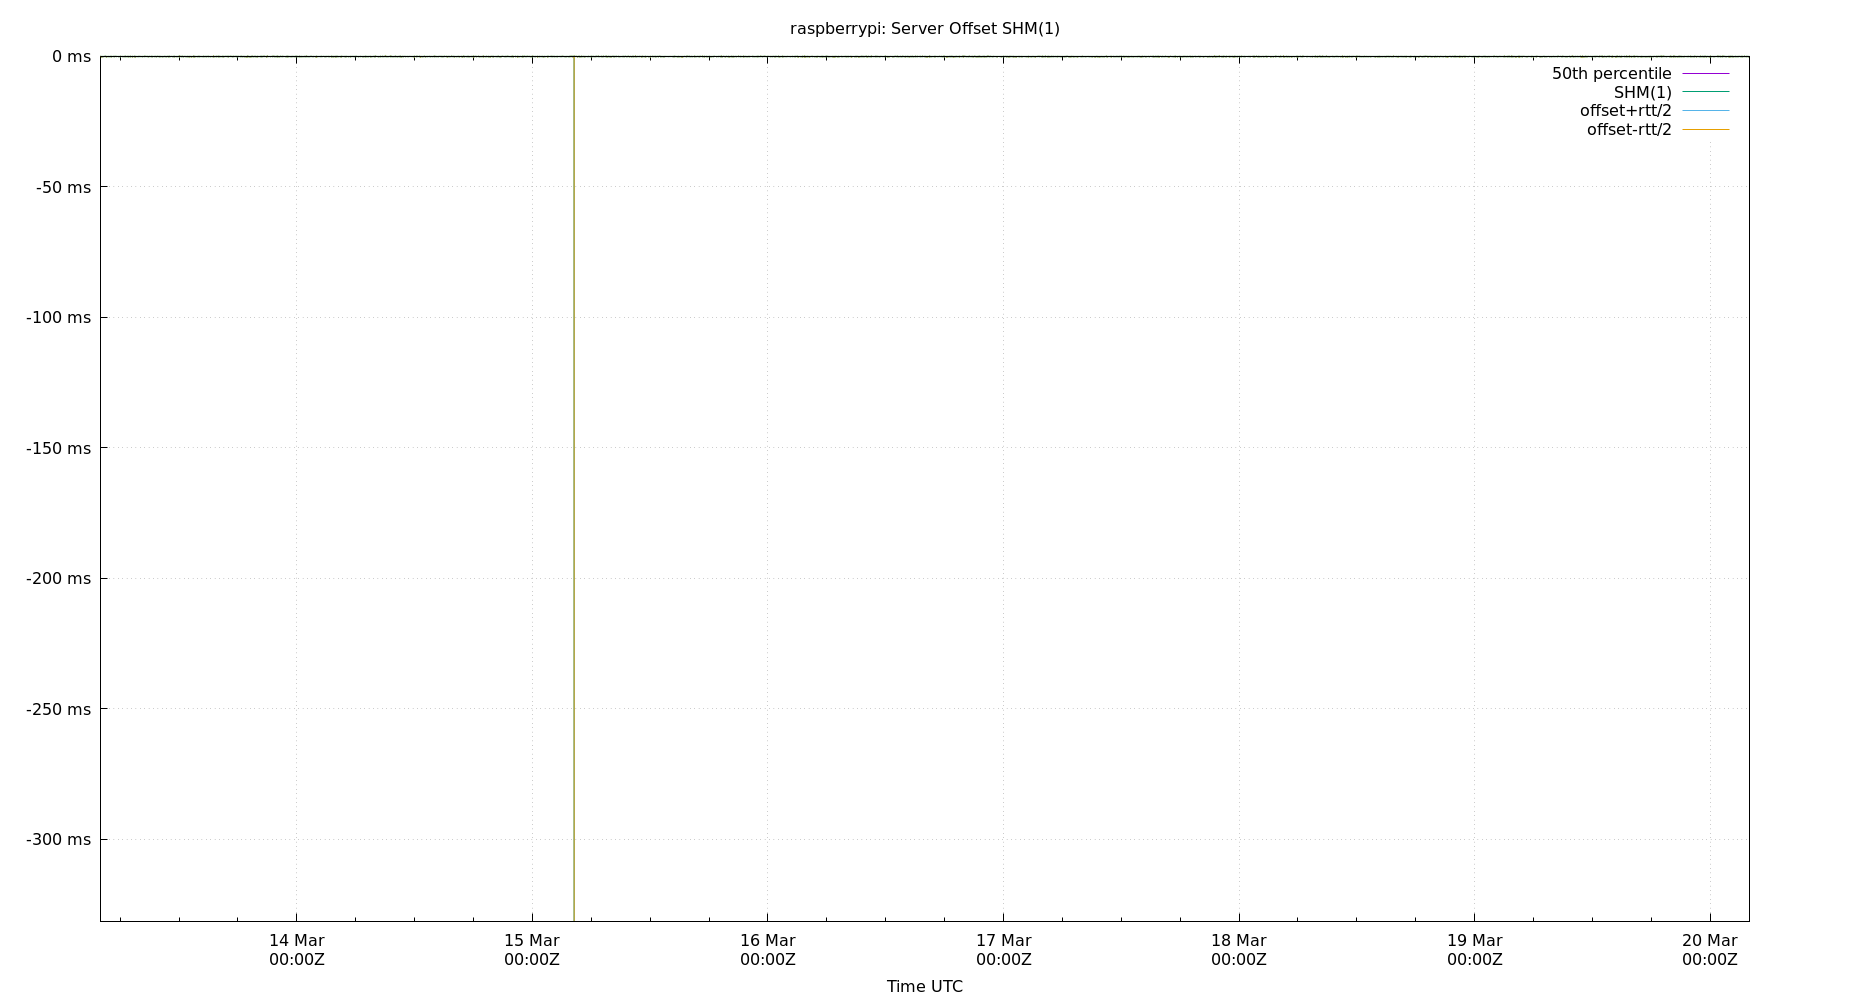 raspberrypi: Server Offset SHM(1)
0 ms
-50 ms
-100 ms
-150 ms
-200 ms
-250 ms
-300 ms
50th percentile
SHM(1)
offset+rtt/2
offset-rtt/2
14 Mar 15 Mar 16 Mar 17 Mar 18 Mar 19 Mar 20 Mar
00:00Z 00:00Z 00:00Z 00:00Z 00:00Z 00:00Z 00:00Z
Time UTC